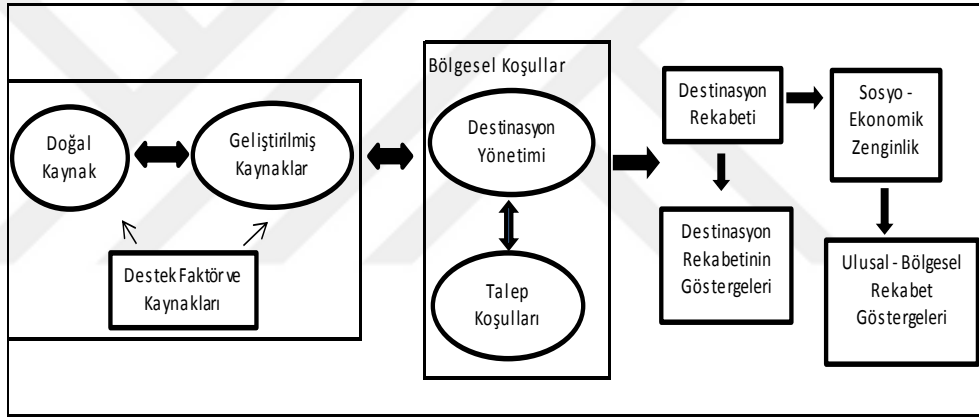 Doğal
Kaynak
Geliştirilmiş
Kaynaklar
Destek Faktör ve
Kaynakları
Bölgesel Koşullar
Destinasyon
Yönetimi
Talep
Koşulları
Destinasyon
Rekabeti
Destinasyon
Rekabetinin
Göstergeleri
Sosyo -
Ekonomik
Zenginlik
Ulusal - Bölgesel
Rekabet
Göstergeleri